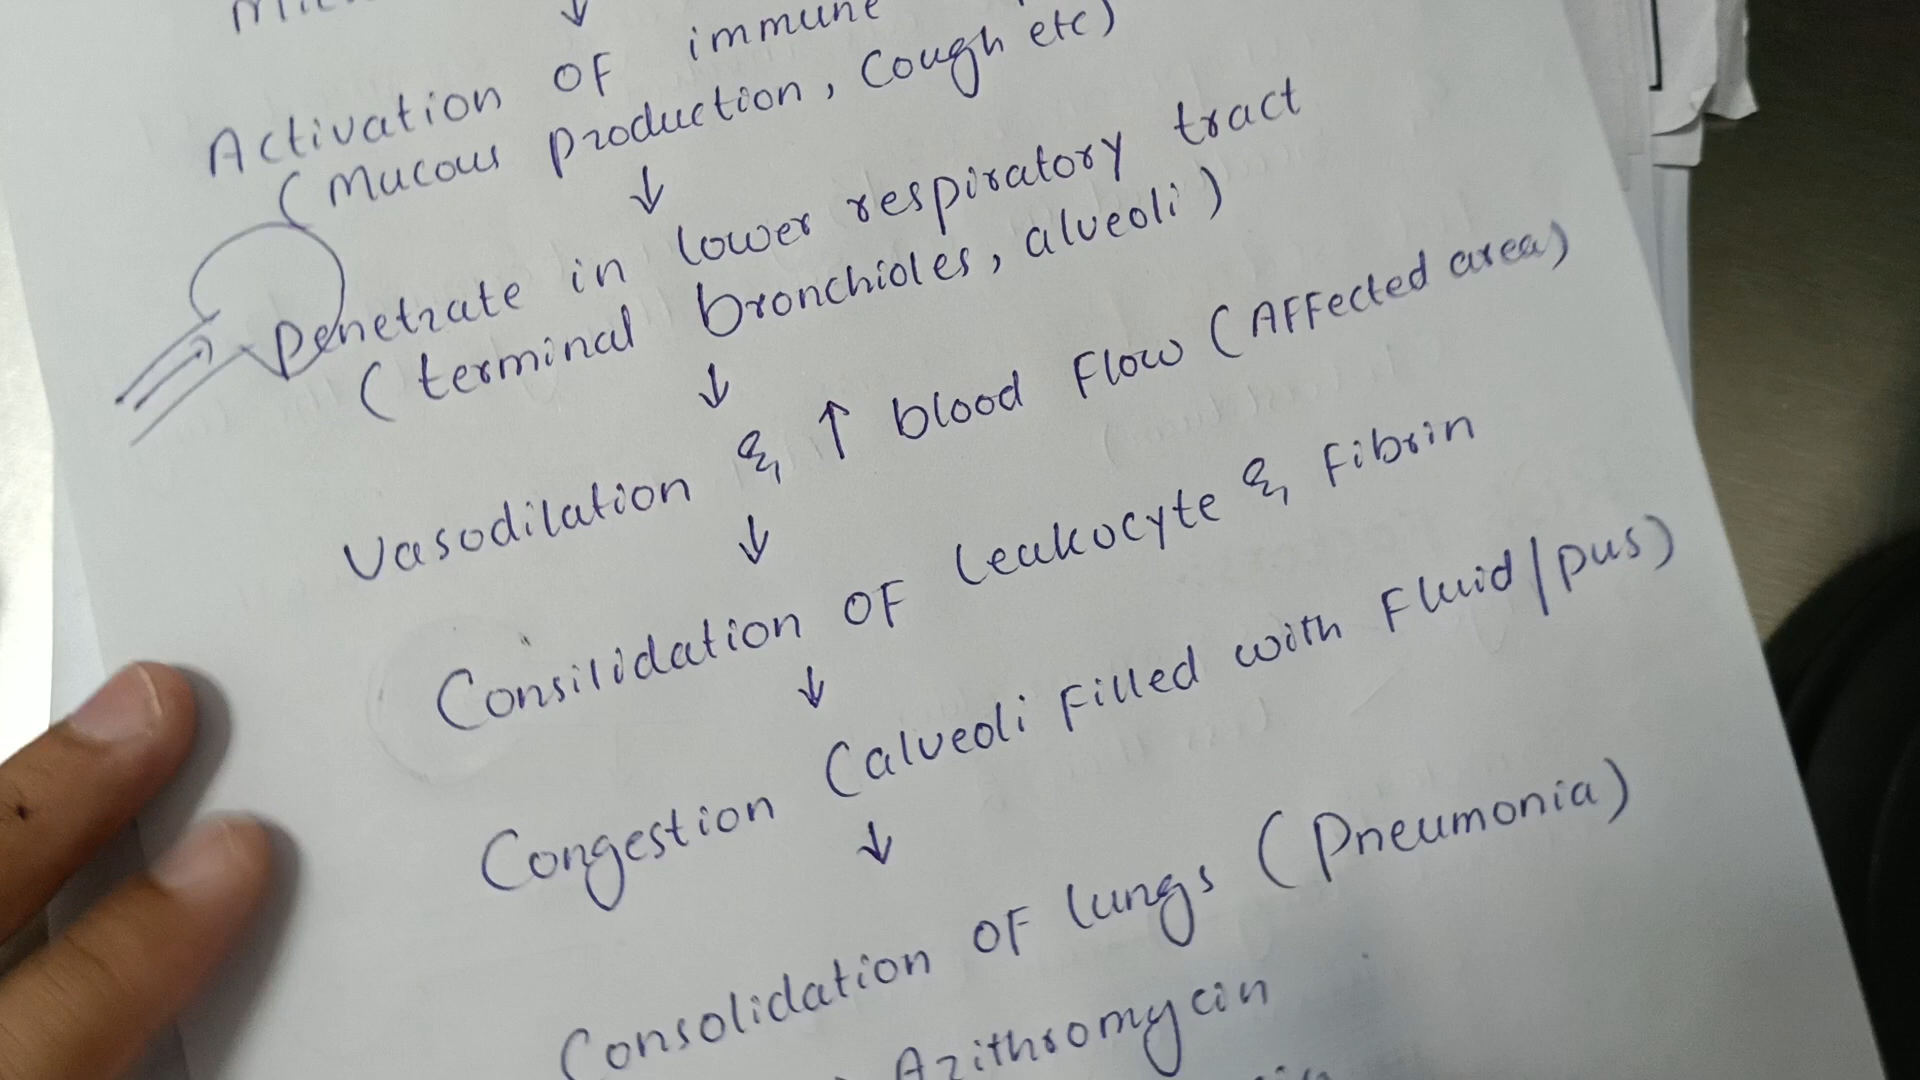 Activation OF immune
(Mucous production, Cough etc)
↓
Penetrate in lower respiratory tract
(terminal bronchioles, alveoli)
↓
Vasodilation & ↑ blood Flow (AFFected area)
↓
Consilidation OF Leakocyte & Fibrin
↓
Congestion (alveoli Filled with Fluid/pus)
↓
Consolidation OF lungs (Pneumonia)
Azithromycin